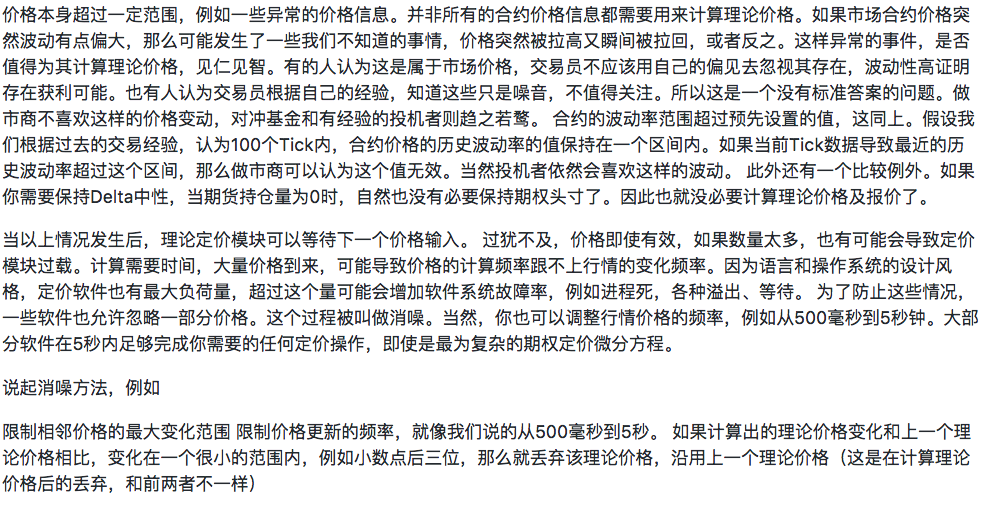 价格本身超过一定范围，例如一些异常的价格信息。并非所有的合约价格信息都需要用来计算理论价格。如果市场合约价格突
然波动有点偏大，那么可能发生了一些我们不知道的事情，价格突然被拉高又瞬间被拉回，或者反之。这样异常的事件，是否
值得为其计算理论价格，见仁见智。有的人认为这是属于市场价格，交易员不应该用自己的偏见去忽视其存在，波动性高证明
存在获利可能。也有人认为交易员根据自己的经验，知道这些只是噪音，不值得关注。所以这是一个没有标准答案的问题。做
市商不喜欢这样的价格变动，对冲基金和有经验的投机者则趋之若鹜。 合约的波动率范围超过预先设置的值，这同上。假设我
们根据过去的交易经验，认为100个Tick内，合约价格的历史波动率的值保持在一个区间内。如果当前Tick数据导致最近的历
史波动率超过这个区间，那么做市商可以认为这个值无效。当然投机者依然会喜欢这样的波动。 此外还有一个比较例外。如果
你需要保持Delta中性，当期货持仓量为0时，自然也没有必要保持期权头寸了。因此也就没必要计算理论价格及报价了。
当以上情况发生后，理论定价模块可以等待下一个价格输入。 过犹不及，价格即使有效，如果数量太多，也有可能会导致定价
模块过载。计算需要时间，大量价格到来，可能导致价格的计算频率跟不上行情的变化频率。因为语言和操作系统的设计风
格，定价软件也有最大负荷量，超过这个量可能会增加软件系统故障率，例如进程死，各种溢出、等待。 为了防止这些情况，
一些软件也允许忽略一部分价格。这个过程被叫做消噪。当然，你也可以调整行情价格的频率，例如从500毫秒到5秒钟。大部
分软件在5秒内足够完成你需要的任何定价操作，即使是最为复杂的期权定价微分方程。
说起消噪方法，例如
限制相邻价格的最大变化范围 限制价格更新的频率，就像我们说的从500毫秒到5秒。 如果计算出的理论价格变化和上一个理
论价格相比，变化在一个很小的范围内，例如小数点后三位，那么就丢弃该理论价格，沿用上一个理论价格（这是在计算理论
价格后的丢弃，和前两者不一样）